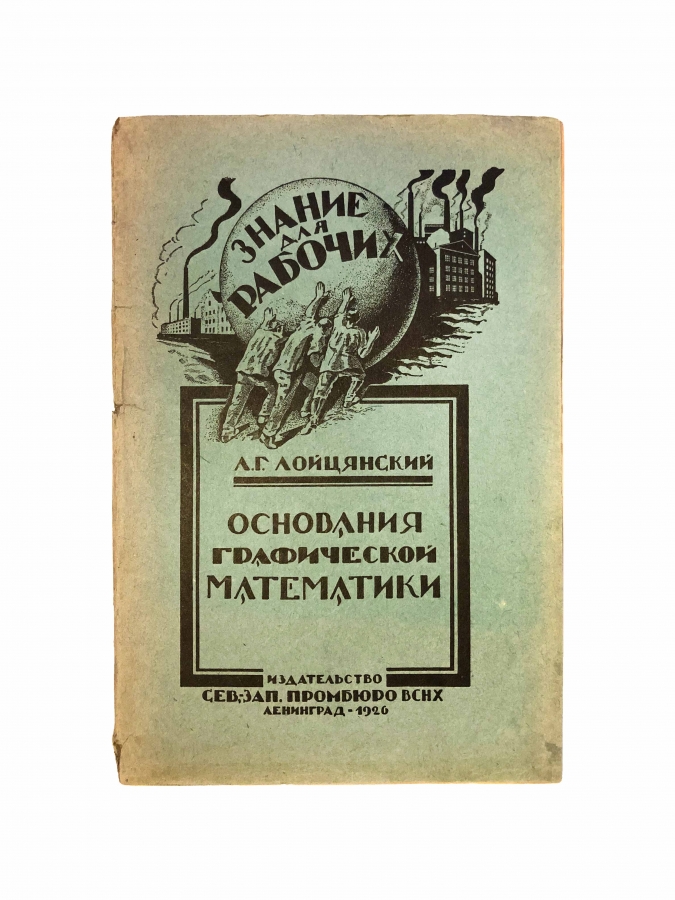 ЗНАНИЕ
ДЛЯ
РАБОЧИХ
Л.Г. ЛОЙЦЯНСКИЙ
ОСНОВАНИЯ
ГРАФИЧЕСКОЙ
МАТЕМАТИКИ
ИЗДАТЕЛЬСТВО
СЕВ.-ЗАП. ПРОМБЮРО ВСНХ
ЛЕНИНГРАД - 1926